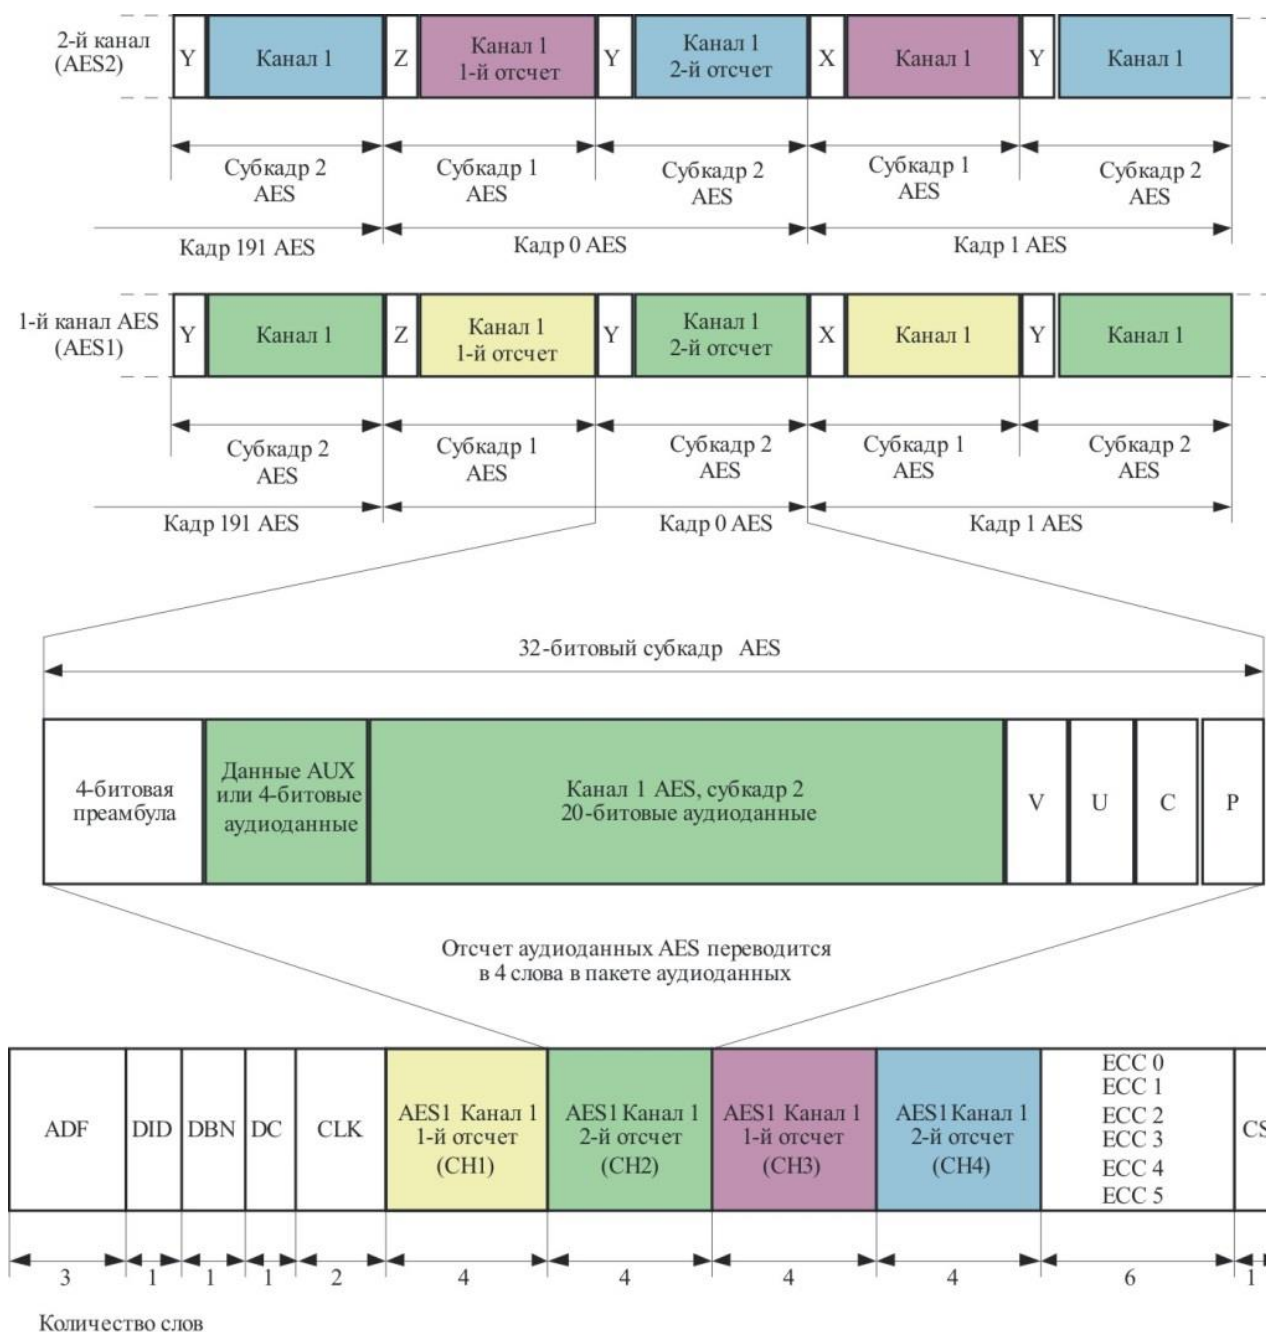 2-й канал
(AES2)
Y
Канал 1
Z
Канал 1
1-й отсчет
Y
Канал 1
2-й отсчет
X
Канал 1
Y
Канал 1
Субкадр 2
AES
Субкадр 1
AES
Субкадр 2
AES
Субкадр 1
AES
Субкадр 2
AES
Кадр 191 AES
Кадр 0 AES
Кадр 1 AES
1-й канал AES
(AES1)
Y
Канал 1
Z
Канал 1
1-й отсчет
Y
Канал 1
2-й отсчет
X
Канал 1
Y
Канал 1
Субкадр 2
AES
Субкадр 1
AES
Субкадр 2
AES
Субкадр 1
AES
Субкадр 2
AES
Кадр 191 AES
Кадр 0 AES
Кадр 1 AES
32-битовый субкадр AES
4-битовая
преамбула
Данные AUX
или 4-битовые
аудиоданные
Канал 1 AES, субкадр 2
20-битовые аудиоданные
V
U
C
P
Отсчет аудиоданных AES переводится
в 4 слова в пакете аудиоданных
ADF
DID
DBN
DC
CLK
AES1 Канал 1
1-й отсчет
(CH1)
AES1 Канал 1
2-й отсчет
(CH2)
AES1 Канал 1
1-й отсчет
(CH3)
AES1 Канал 1
2-й отсчет
(CH4)
ECC 0
ECC 1
ECC 2
ECC 3
ECC 4
ECC 5
CS
3
1
1
1
2
4
4
4
4
6
1
Количество слов